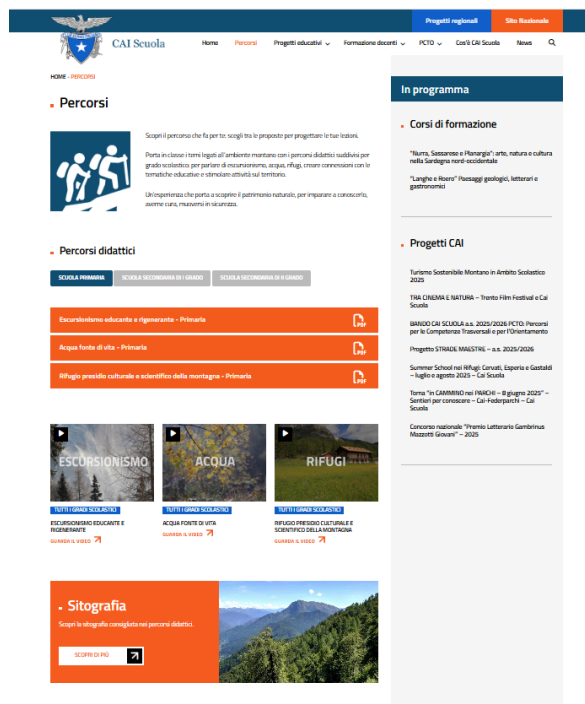 Progetti regionali
Sito Nazionale
CAI Scuola
Home
Percorsi
Progetti educativi
Formazione docenti
PCTO
Cos'è CAI Scuola
News
HOME - PERCORSI
Percorsi
Scopri il percorso che fa per te: scegli tra le proposte per progettare le tue lezioni.
Porta in classe i temi legati all'ambiente montano con i percorsi didattici suddivisi per
grado scolastico: per parlare di escursionismo, acqua, rifugi, creare connessioni con le
tematiche educative e stimolare attività sul territorio.
Un'esperienza che porta a scoprire il patrimonio naturale, per imparare a conoscerlo,
averne cura, muoversi in sicurezza.
Percorsi didattici
SCUOLA PRIMARIA
SCUOLA SECONDARIA DI I GRADO
SCUOLA SECONDARIA DI II GRADO
Escursionismo educante e rigenerante - Primaria
PDF
Acqua fonte di vita - Primaria
PDF
Rifugio presidio culturale e scientifico della montagna - Primaria
PDF
ESCURSIONISMO
ACQUA
RIFUGI
TUTTI I GRADI SCOLASTICI
TUTTI I GRADI SCOLASTICI
TUTTI I GRADI SCOLASTICI
ESCURSIONISMO EDUCANTE E
RIGENERANTE
GUARDA IL VIDEO
ACQUA FONTE DI VITA
GUARDA IL VIDEO
RIFUGIO PRESIDIO CULTURALE E
SCIENTIFICO DELLA MONTAGNA
GUARDA IL VIDEO
Sitografia
Scopri la sitografia consigliata nei percorsi didattici.
SCOPRI DI PIÙ
In programma
Corsi di formazione
"Nurra, Sassarese e Planargia": arte, natura e cultura
nella Sardegna nord-occidentale
"Langhe e Roero" Paesaggi geologici, letterari e
gastronomici
Progetti CAI
Turismo Sostenibile Montano in Ambito Scolastico
2025
TRA CINEMA E NATURA – Trento Film Festival e Cai
Scuola
BANDO CAI SCUOLA a.s. 2025/2026 PCTO: Percorsi
per le Competenze Trasversali e per l'Orientamento
Progetto STRADE MAESTRE – a.s. 2025/2026
Summer School nei Rifugi: Corvati, Esperia e Gastaldi
– luglio e agosto 2025 – Cai Scuola
Torna "in CAMMINO nei PARCHI – 8 giugno 2025" –
Sentieri per conoscere – Cai-Federparchi – Cai
Scuola
Concorso nazionale "Premio Letterario Gambrinus
Mazzotti Giovani" – 2025